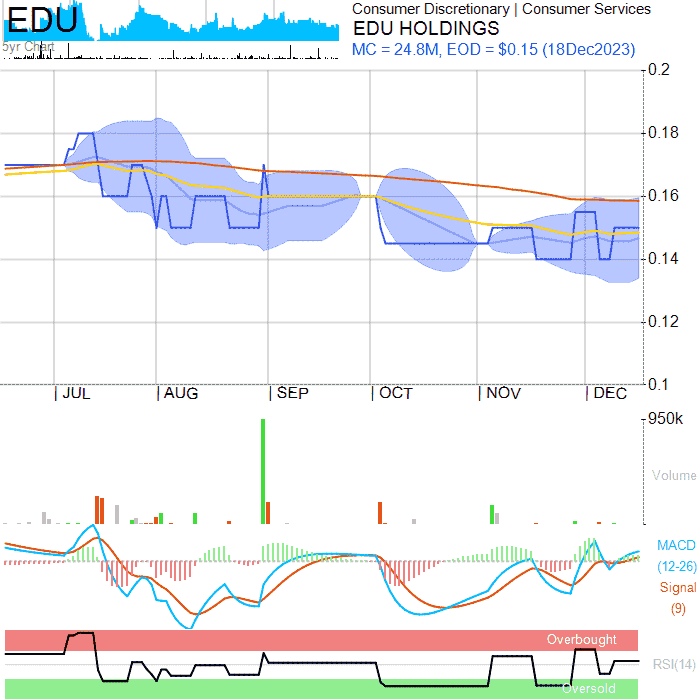 EDU
5yr Chart
Consumer Discretionary | Consumer Services
EDU HOLDINGS
MC = 24.8M, EOD = $0.15 (18Dec2023)
0.2
0.18
0.16
0.14
0.12
0.1
JUL AUG SEP OCT NOV DEC
950k
Volume
MACD
(12-26)
Signal
(9)
Overbought
RSI(14)
Oversold